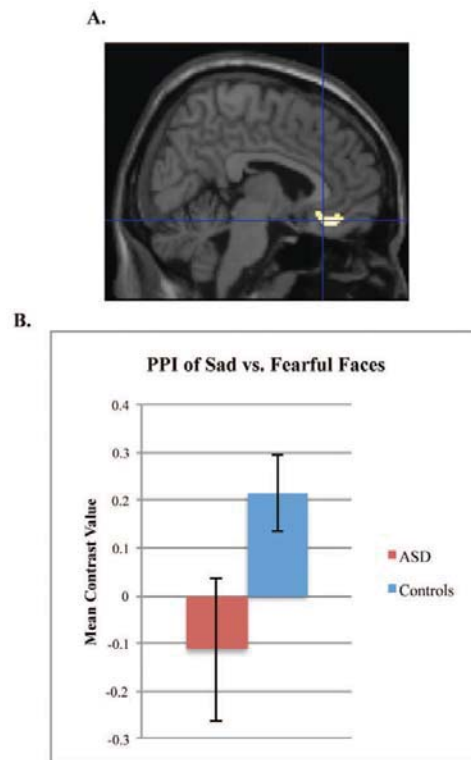 A.
B.
PPI of Sad vs. Fearful Faces
Mean Contrast Value
0.4
0.3
0.2
0.1
0
-0.1
-0.2
-0.3
ASD
Controls